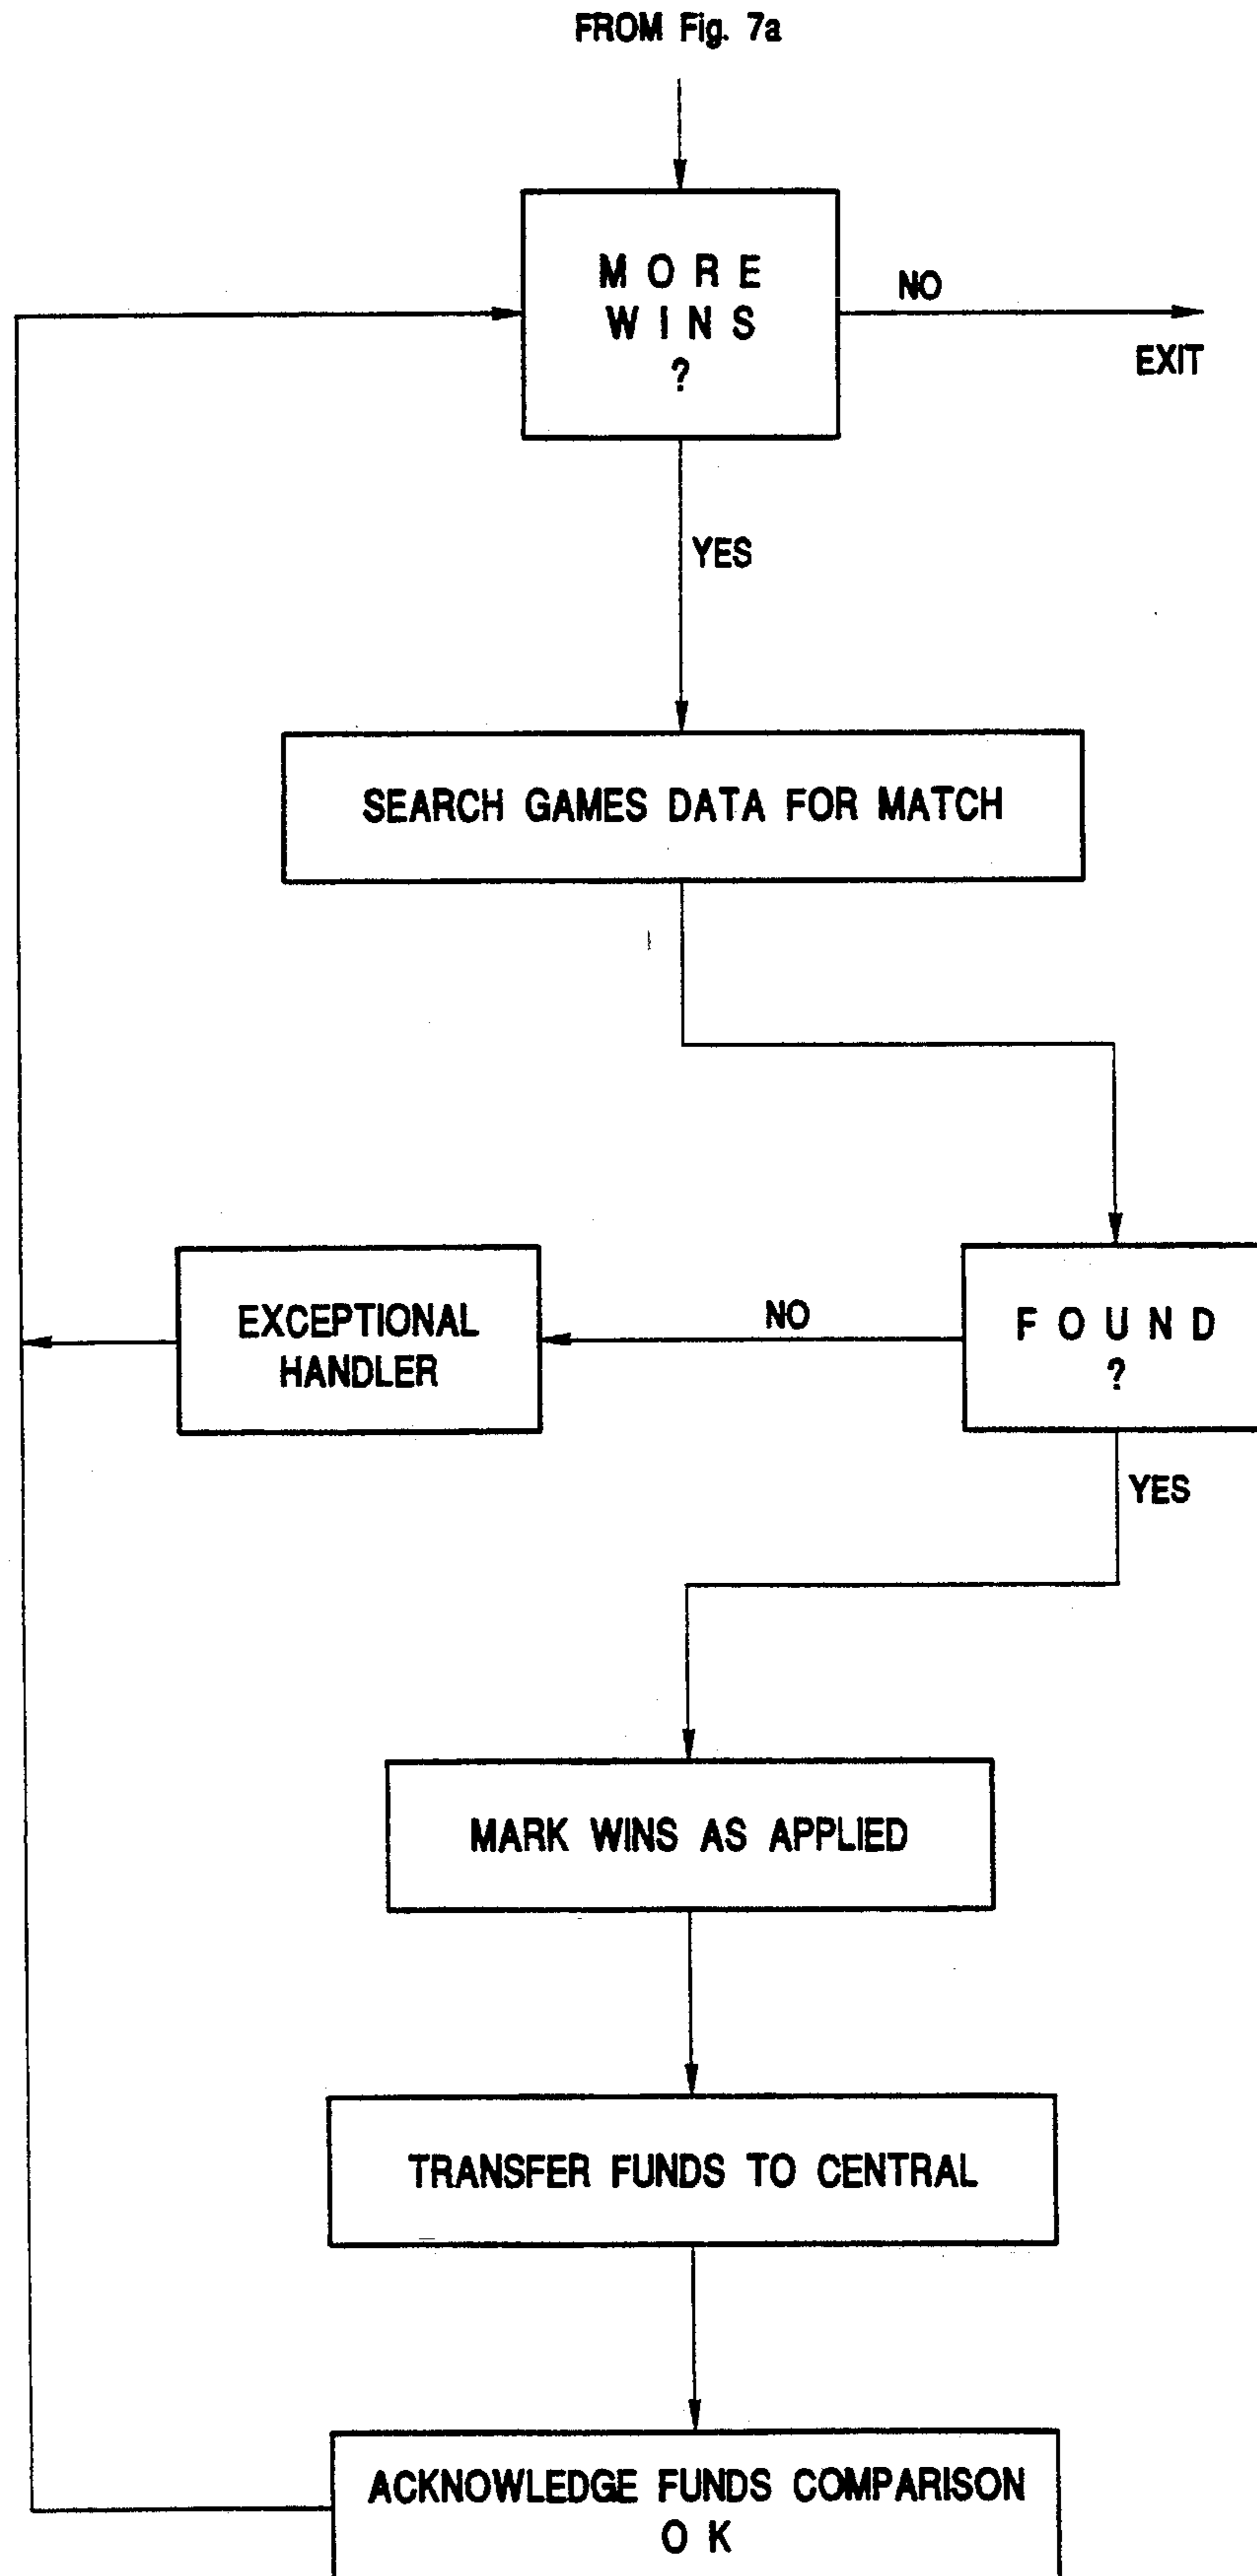 FROM Fig. 7a
MORE
WINS
?
NO
EXIT
YES
SEARCH GAMES DATA FOR MATCH
EXCEPTIONAL
HANDLER
NO
FOUND
?
YES
MARK WINS AS APPLIED
TRANSFER FUNDS TO CENTRAL
ACKNOWLEDGE FUNDS COMPARISON
OK